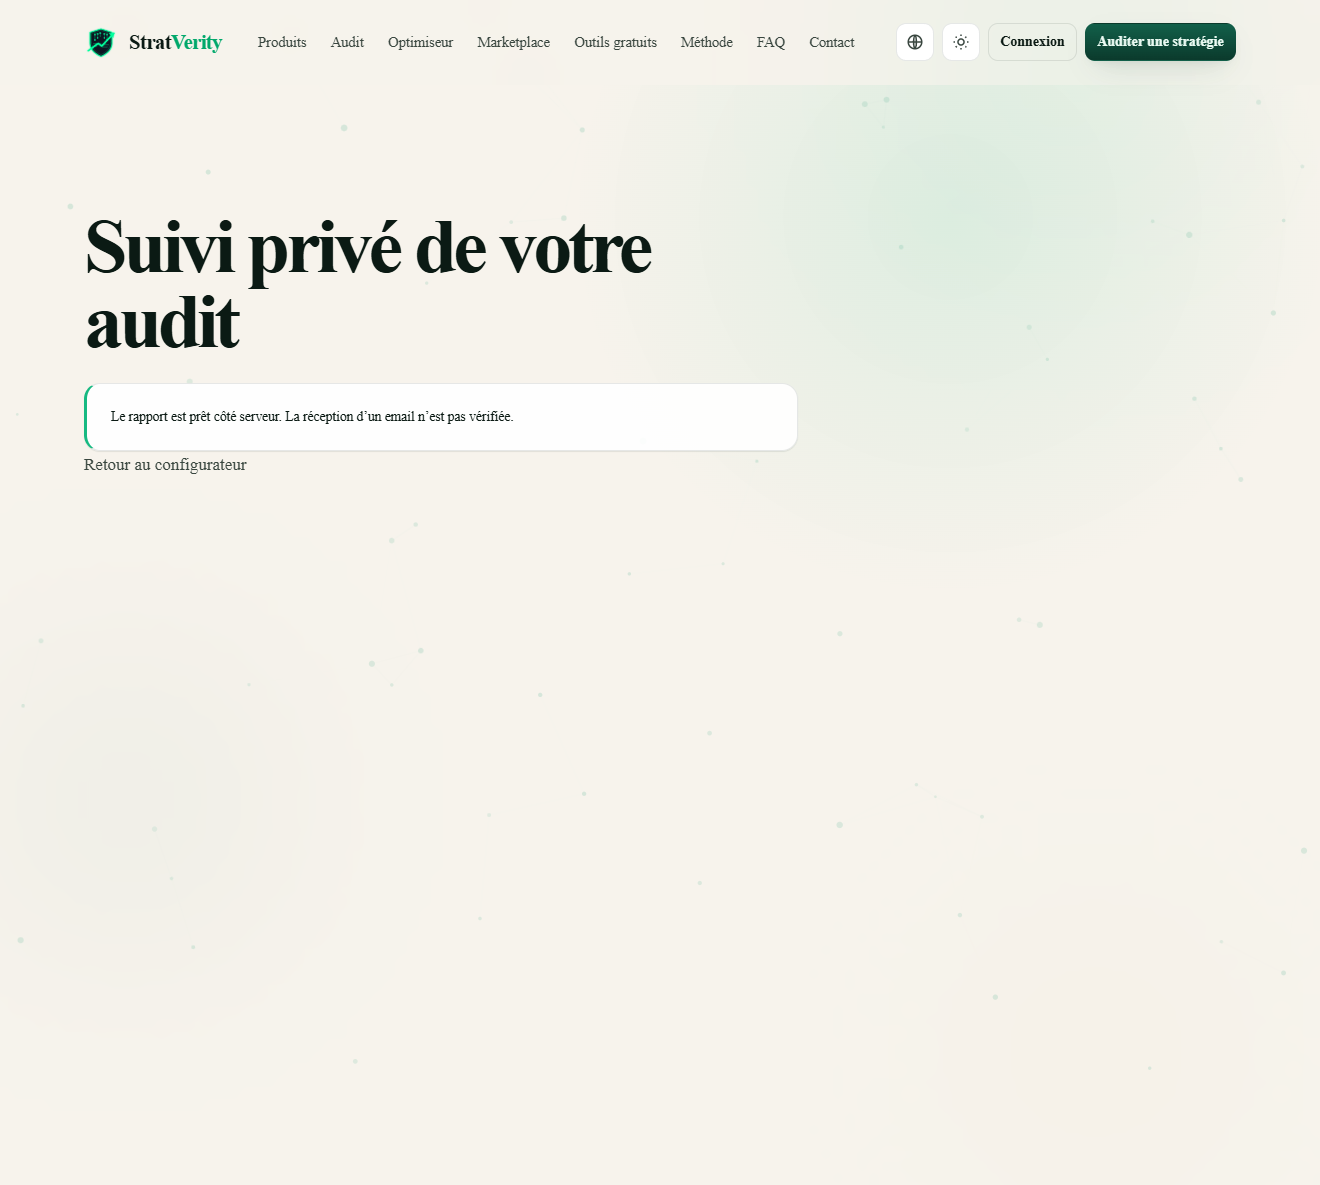 StratVerity
Produits Audit Optimiseur Marketplace Outils gratuits Méthode FAQ Contact
Connexion
Auditer une stratégie
Suivi privé de votre
audit
Le rapport est prêt côté serveur. La réception d’un email n’est pas vérifiée.
Retour au configurateur